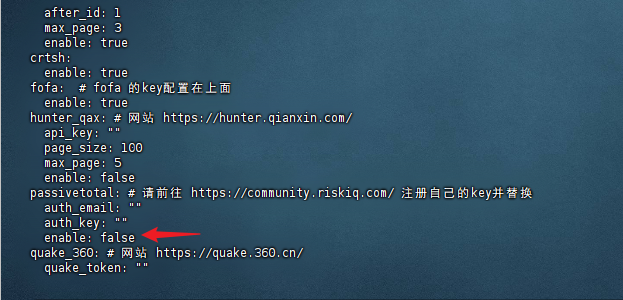 after_id: 1
max_page: 3
enable: true
crtsh:
enable: true
fofa: # fofa 的key配置在上面
enable: true
hunter_qax: # 网站 https://hunter.qianxin.com/
api_key: ""
page_size: 100
max_page: 5
enable: false
passivetotal: # 请前往 https://community.riskiq.com/ 注册自己的key并替换
auth_email: ""
auth_key: ""
enable: false
quake_360: # 网站 https://quake.360.cn/
quake_token: ""